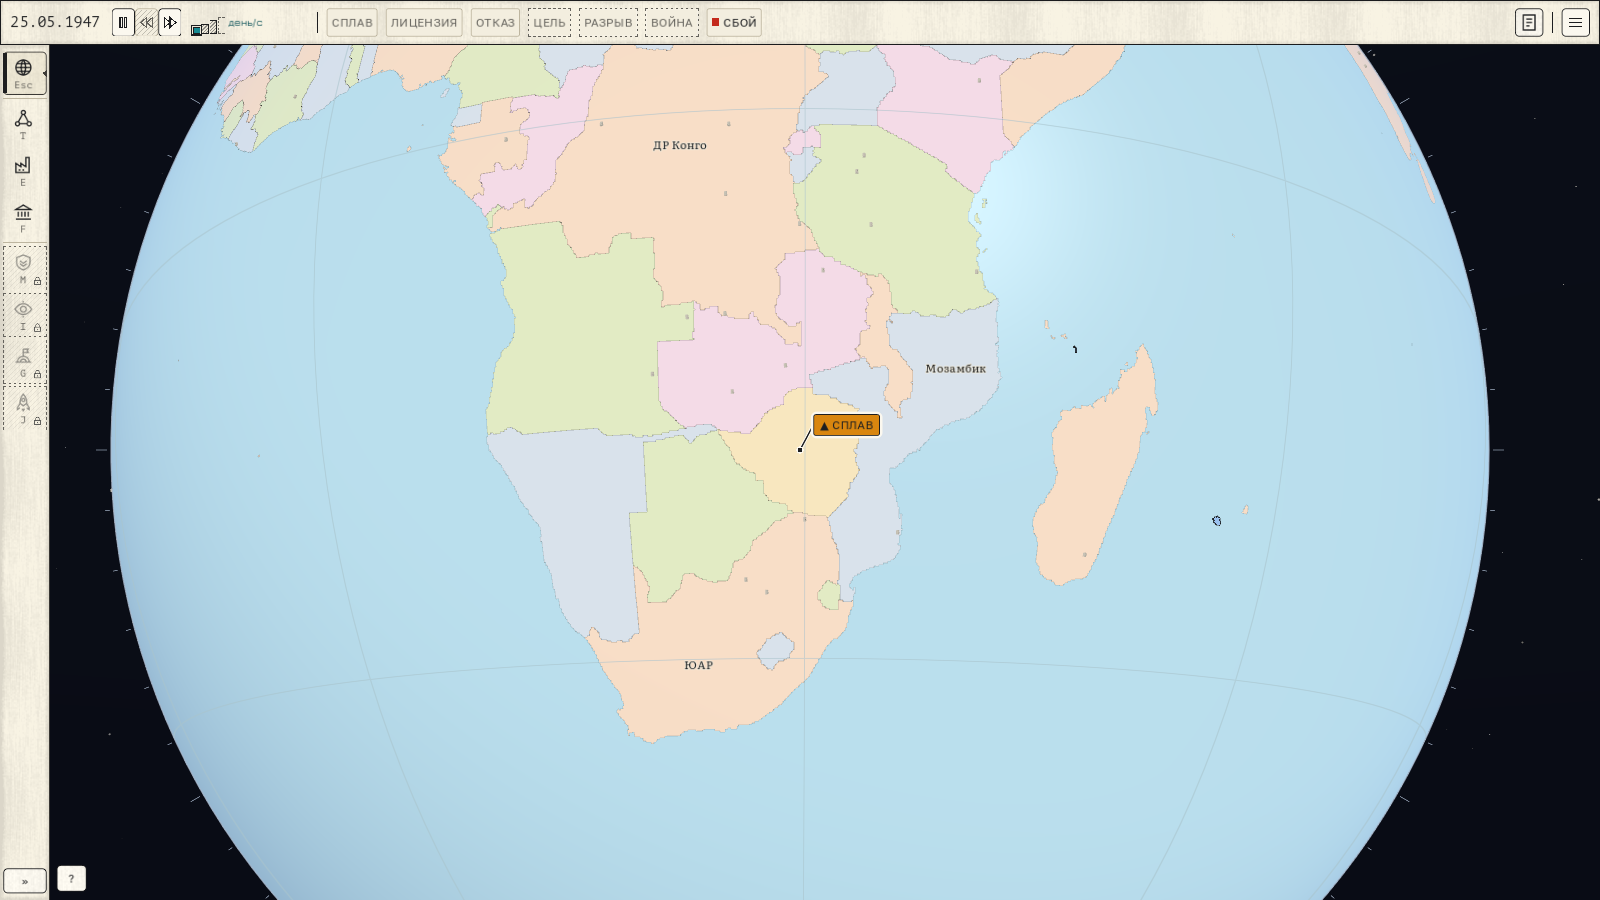 25.05.1947
день/с
СПЛАВ
ЛИЦЕНЗИЯ
ОТКАЗ
ЦЕЛЬ
РАЗРЫВ
ВОЙНА
СБОЙ
Esc
T
E
F
M
I
G
J
»
?
ДР Конго
Мозамбик
▲ СПЛАВ
ЮАР